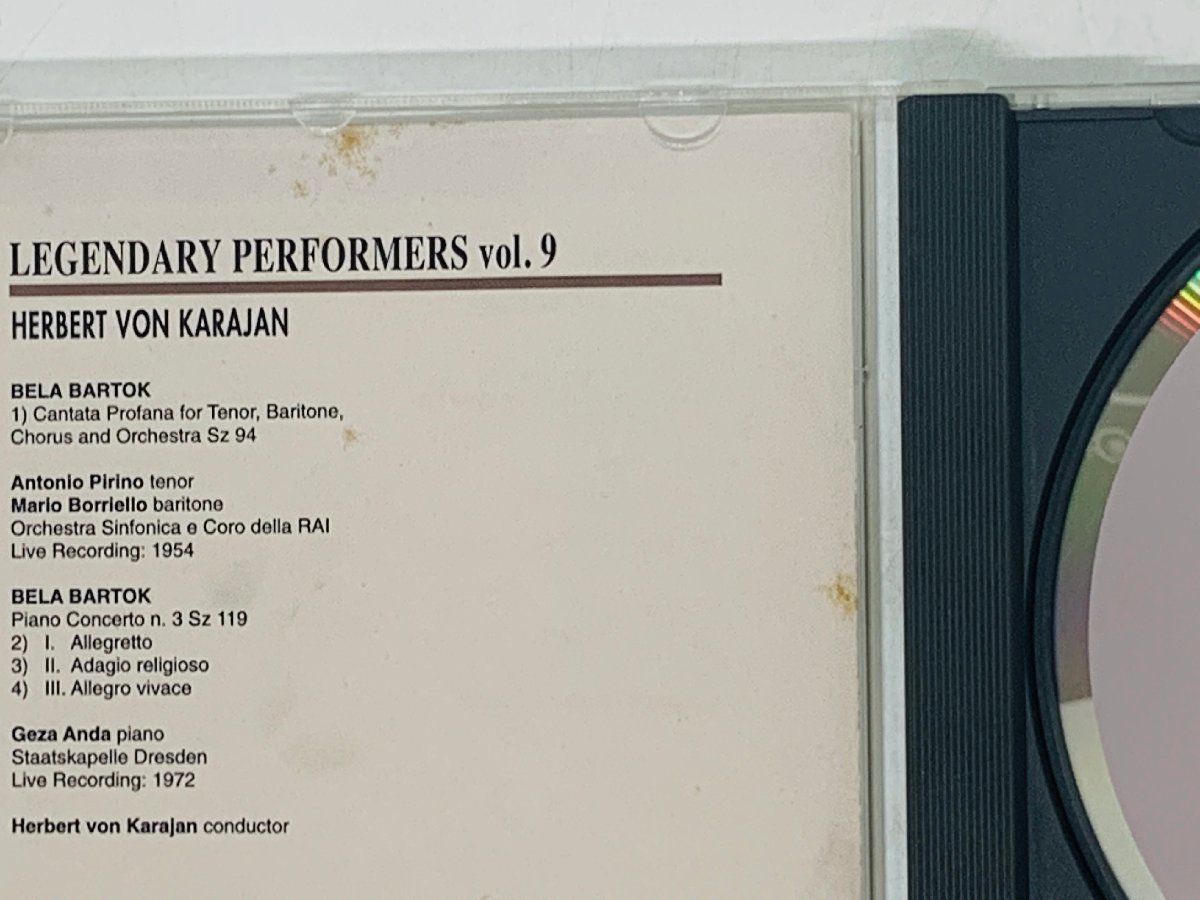 LEGENDARY PERFORMERS vol. 9
HERBERT VON KARAJAN
BELA BARTOK
1) Cantata Profana for Tenor, Baritone,
Chorus and Orchestra Sz 94
Antonio Pirino tenor
Mario Borriello baritone
Orchestra Sinfonica e Coro della RAI
Live Recording: 1954
BELA BARTOK
Piano Concerto n. 3 Sz 119
2) I. Allegretto
3) II. Adagio religioso
4) III. Allegro vivace
Geza Anda piano
Staatskapelle Dresden
Live Recording: 1972
Herbert von Karajan conductor